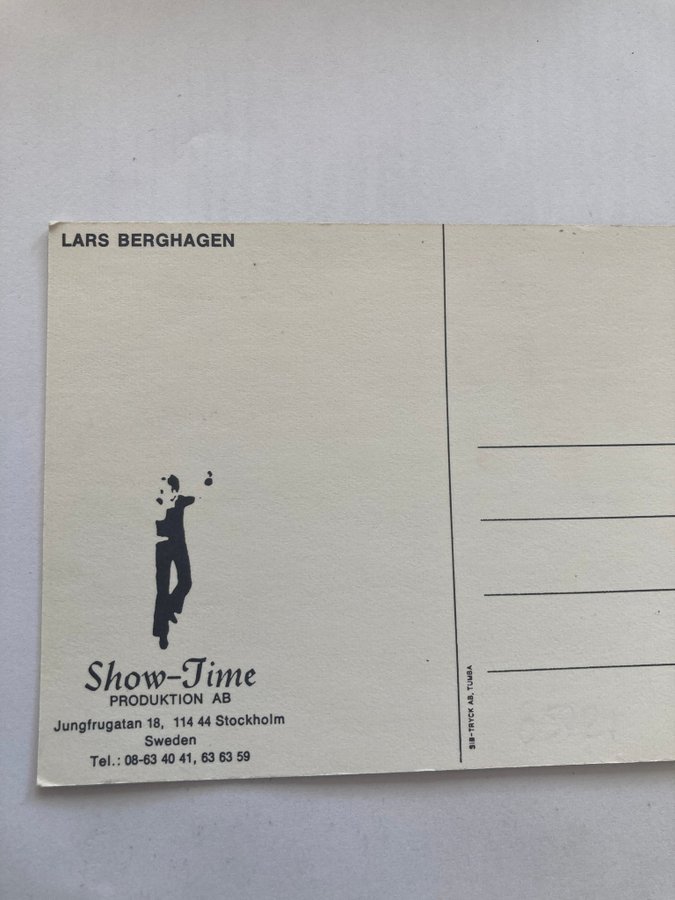 LARS BERGHAGEN
Show-Time
PRODUKTION AB
Jungfrugatan 18, 114 44 Stockholm
Sweden
Tel.: 08-63 40 41, 63 63 59
SIB-TRYCK AB, TUMBA